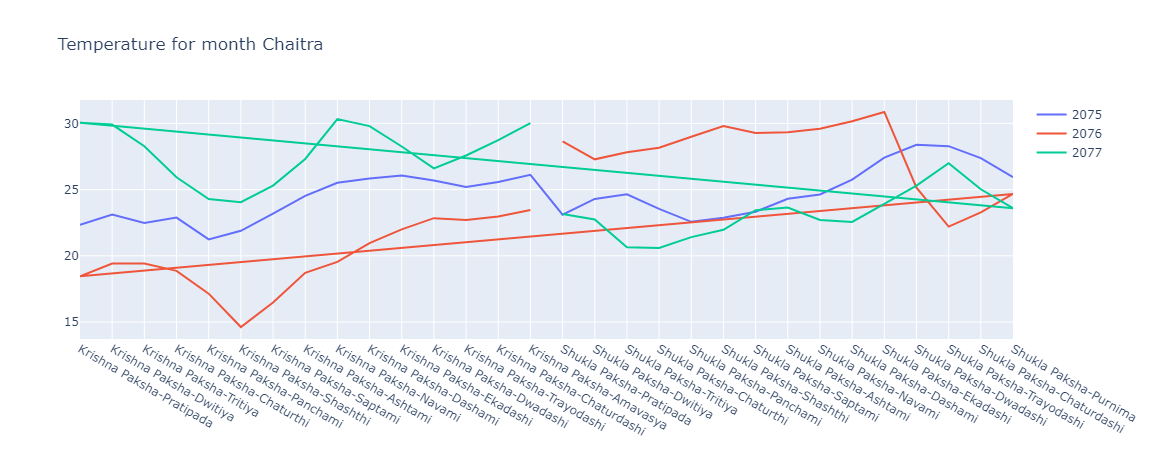 Temperature for month Chaitra
30
25
20
15
2075
2076
2077
Krishna Paksha-Pratipada
Krishna Paksha-Dwitiya
Krishna Paksha-Tritiya
Krishna Paksha-Chaturthi
Krishna Paksha-Panchami
Krishna Paksha-Shashthi
Krishna Paksha-Saptami
Krishna Paksha-Ashtami
Krishna Paksha-Navami
Krishna Paksha-Dashami
Krishna Paksha-Ekadashi
Krishna Paksha-Dwadashi
Krishna Paksha-Trayodashi
Krishna Paksha-Chaturdashi
Krishna Paksha-Amavasya
Shukla Paksha-Pratipada
Shukla Paksha-Dwitiya
Shukla Paksha-Tritiya
Shukla Paksha-Chaturthi
Shukla Paksha-Panchami
Shukla Paksha-Shashthi
Shukla Paksha-Saptami
Shukla Paksha-Ashtami
Shukla Paksha-Navami
Shukla Paksha-Dashami
Shukla Paksha-Ekadashi
Shukla Paksha-Dwadashi
Shukla Paksha-Trayodashi
Shukla Paksha-Chaturdashi
Shukla Paksha-Purnima